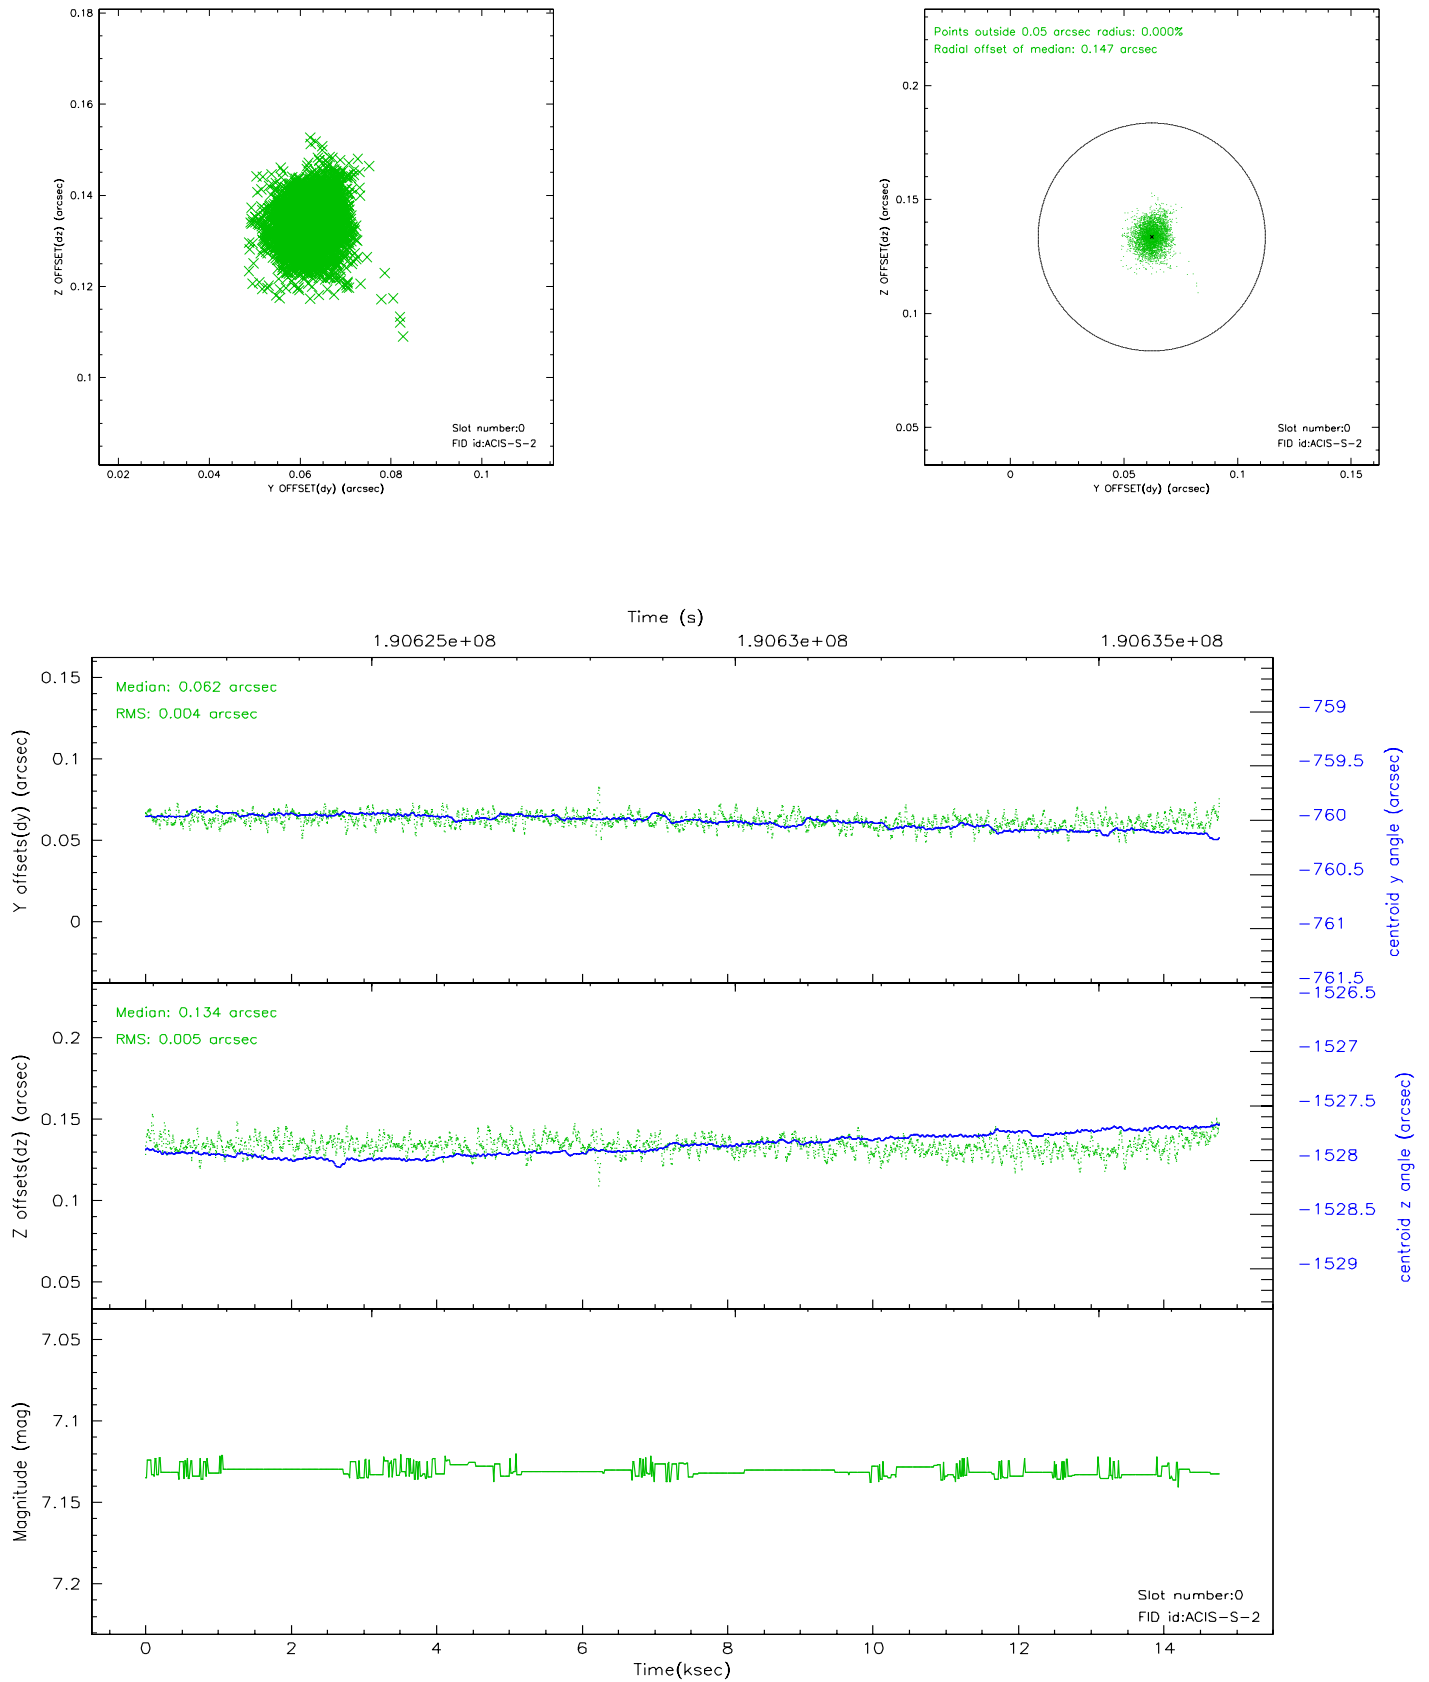 0.18
0.16
0.14
0.12
0.1
Z OFFSET(dz) (arcsec)
0.02 0.04 0.06 0.08 0.1
Y OFFSET(dy) (arcsec)
Slot number:0
FID id:ACIS-S-2
Points outside 0.05 arcsec radius: 0.000%
Radial offset of median: 0.147 arcsec
0.2
0.15
0.1
0.05
Z OFFSET(dz) (arcsec)
0 0.05 0.1 0.15
Y OFFSET(dy) (arcsec)
Slot number:0
FID id:ACIS-S-2
Time (s)
1.90625e+08 1.9063e+08 1.90635e+08
Median: 0.062 arcsec
RMS: 0.004 arcsec
0.15
0.1
0.05
0
Y offsets(dy) (arcsec)
-759
-759.5
-760
-760.5
-761
-761.5
centroid y angle (arcsec)
Median: 0.134 arcsec
RMS: 0.005 arcsec
0.2
0.15
0.1
0.05
Z offsets(dz) (arcsec)
-1526.5
-1527
-1527.5
-1528
-1528.5
-1529
centroid z angle (arcsec)
7.05
7.1
7.15
7.2
Magnitude (mag)
Slot number:0
FID id:ACIS-S-2
0 2 4 6 8 10 12 14
Time(ksec)